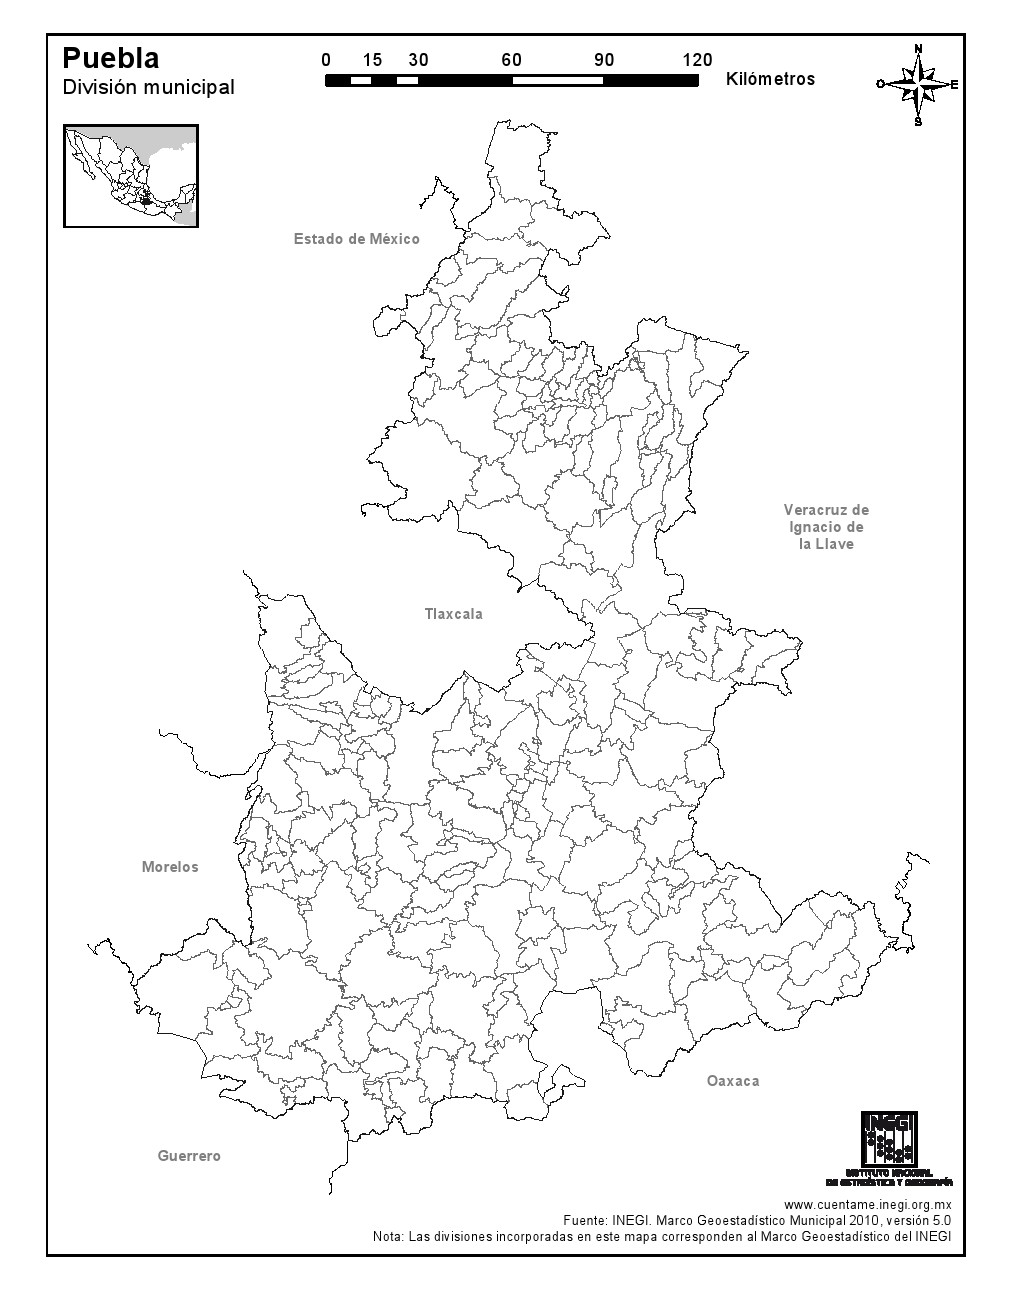 Puebla
División municipal
0 15 30 60 90 120
Kilómetros
N
O E
S
Estado de México
Veracruz de
Ignacio de
la Llave
Tlaxcala
Morelos
Oaxaca
Guerrero
INEGI
INSTITUTO NACIONAL
DE ESTADÍSTICA Y GEOGRAFÍA
www.cuentame.inegi.org.mx
Fuente: INEGI. Marco Geoestadístico Municipal 2010, versión 5.0
Nota: Las divisiones incorporadas en este mapa corresponden al Marco Geoestadístico del INEGI